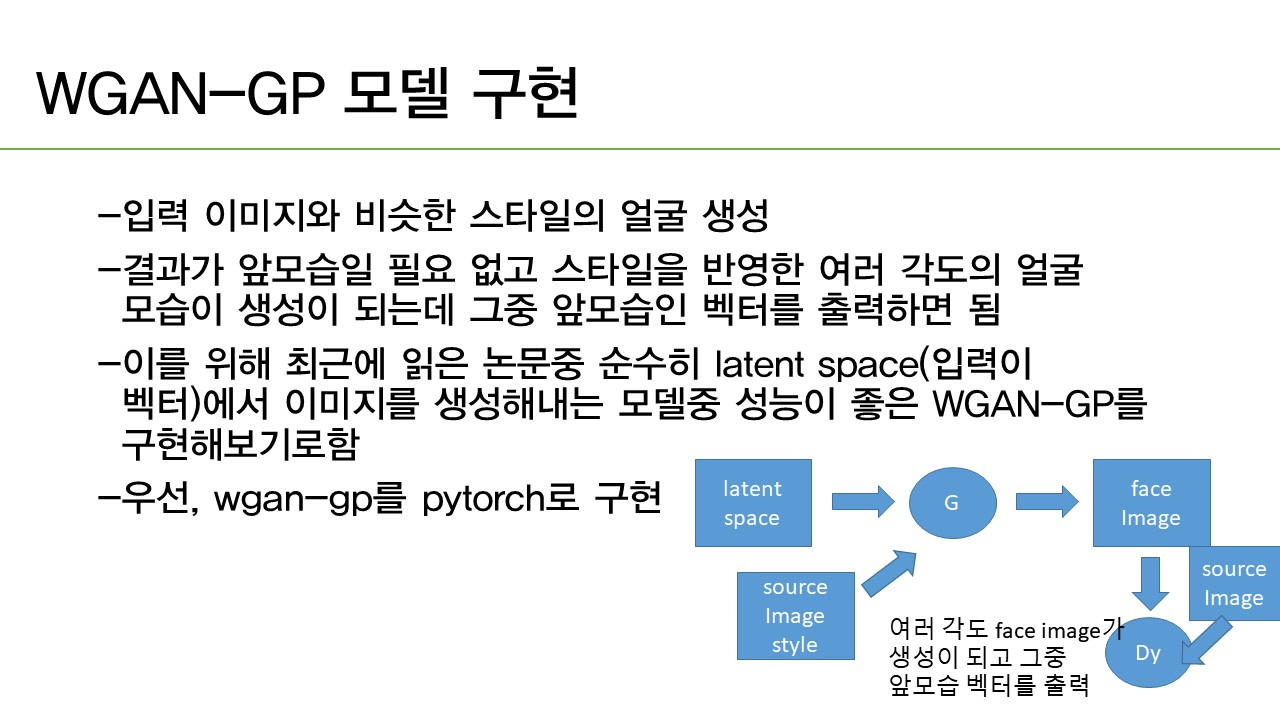 WGAN-GP 모델 구현
-입력 이미지와 비슷한 스타일의 얼굴 생성
-결과가 앞모습일 필요 없고 스타일을 반영한 여러 각도의 얼굴
모습이 생성이 되는데 그중 앞모습인 벡터를 출력하면 됨
-이를 위해 최근에 읽은 논문중 순수히 latent space(입력이
벡터)에서 이미지를 생성해내는 모델중 성능이 좋은 WGAN-GP를
구현해보기로함
-우선, wgan-gp를 pytorch로 구현
latent
space
G
face
Image
source
Image
style
source
Image
여러 각도 face image가
생성이 되고 그중
앞모습 벡터를 출력
Dy